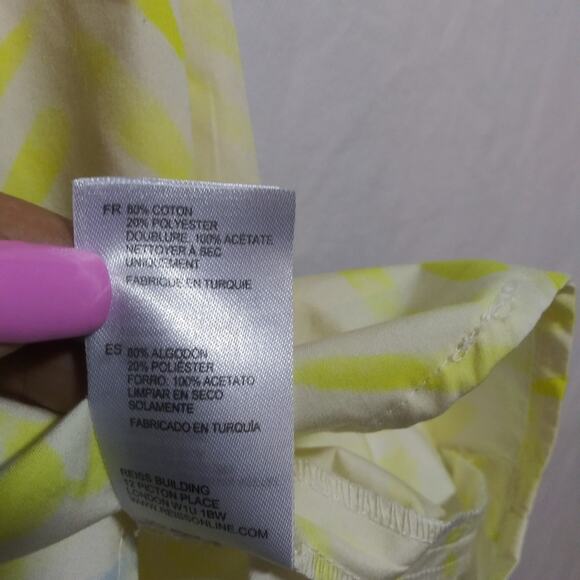 FR 80% COTON
20% POLYESTER
DOUBLURE: 100% ACÉTATE
NETTOYER À SEC
UNIQUEMENT
FABRIQUÉ EN TURQUIE
ES 80% ALGODÓN
20% POLIÉSTER
FORRO: 100% ACETATO
LIMPIAR EN SECO
SOLAMENTE
FABRICADO EN TURQUÍA
REISS BUILDING
12 PICTON PLACE
LONDON W1U 1BW
WWW.REISSONLINE.COM